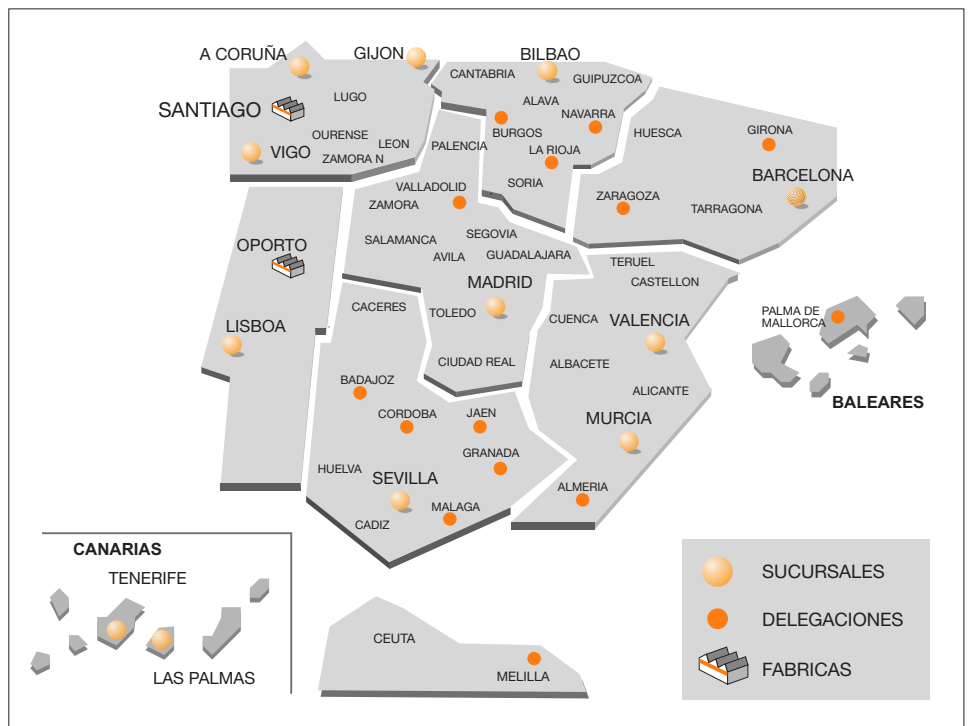 A CORUÑA
GIJON
BILBAO
CANTABRIA
GUIPUZCOA
SANTIAGO
LUGO
ALAVA
NAVARRA
BURGOS
HUESCA
GIRONA
OURENSE
LEON
VIGO
ZAMORA N
PALENCIA
LA RIOJA
SORIA
BARCELONA
VALLADOLID
ZAMORA
ZARAGOZA
TARRAGONA
SALAMANCA
SEGOVIA
AVILA
GUADALAJARA
OPORTO
TERUEL
CASTELLON
MADRID
CACERES
TOLEDO
CUENCA
VALENCIA
LISBOA
PALMA DE
MALLORCA
CIUDAD REAL
ALBACETE
BADAJOZ
ALICANTE
BALEARES
CORDOBA
JAEN
MURCIA
GRANADA
HUELVA
SEVILLA
ALMERIA
MALAGA
CADIZ
CANARIAS
TENERIFE
LAS PALMAS
CEUTA
MELILLA
SUCURSALES
DELEGACIONES
FABRICAS